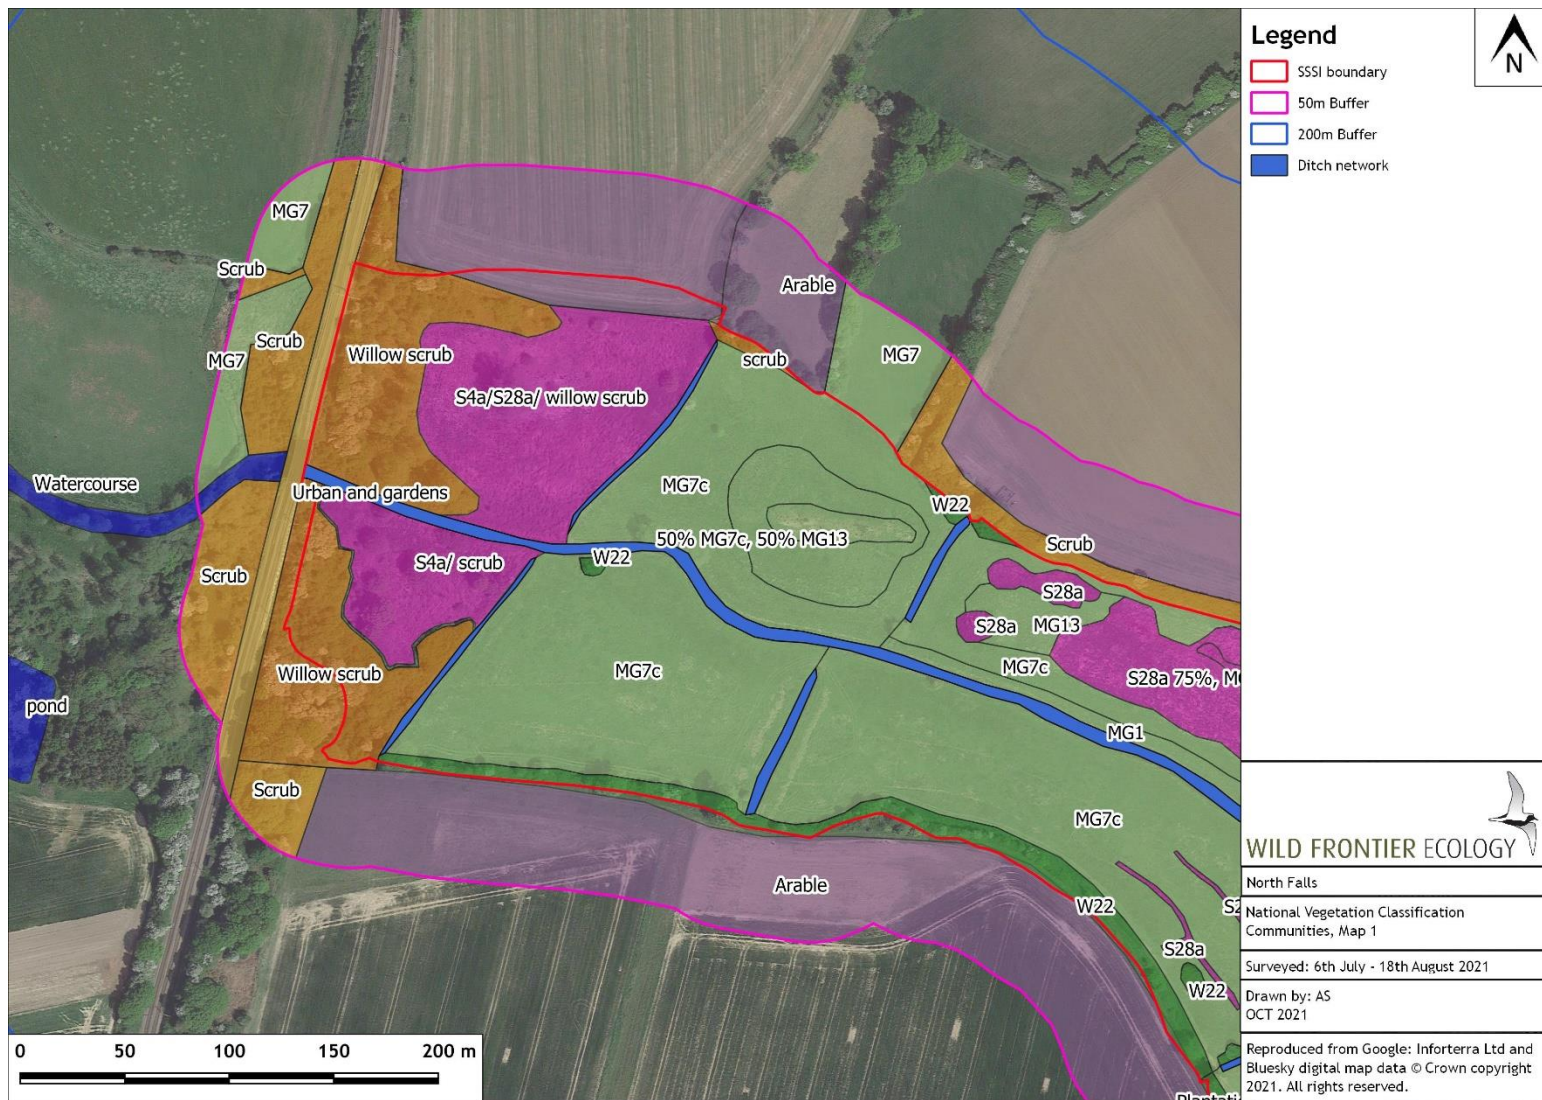 MG7
Scrub
Scrub
MG7
Willow scrub
S4a/S28a/ willow scrub
Arable
scrub
MG7
Watercourse
Urban and gardens
MG7c
50% MG7c, 50% MG13
W22
W22
Scrub
Scrub
S4a/ scrub
S28a
S28a
MG13
MG7c
MG7c
S28a 75%,
Willow scrub
pond
MG1
Scrub
MG7c
Arable
W22
S28a
W22
0 50 100 150 200 m
Legend
SSSI boundary
50m Buffer
200m Buffer
Ditch network
N
WILD FRONTIER ECOLOGY
North Falls
National Vegetation Classification
Communities, Map 1
Surveyed: 6th July - 18th August 2021
Drawn by: AS
OCT 2021
Reproduced from Google: Inforterra Ltd and
Bluesky digital map data © Crown copyright
2021. All rights reserved.